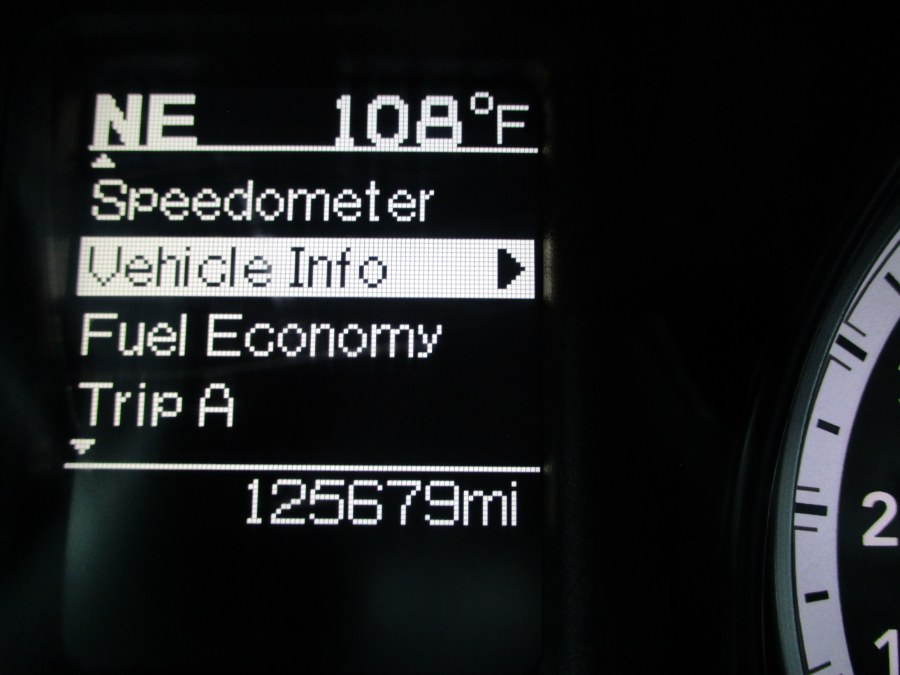 NE 108°F
Speedometer
Vehicle Info
Fuel Economy
Trip A
125679mi
2
1